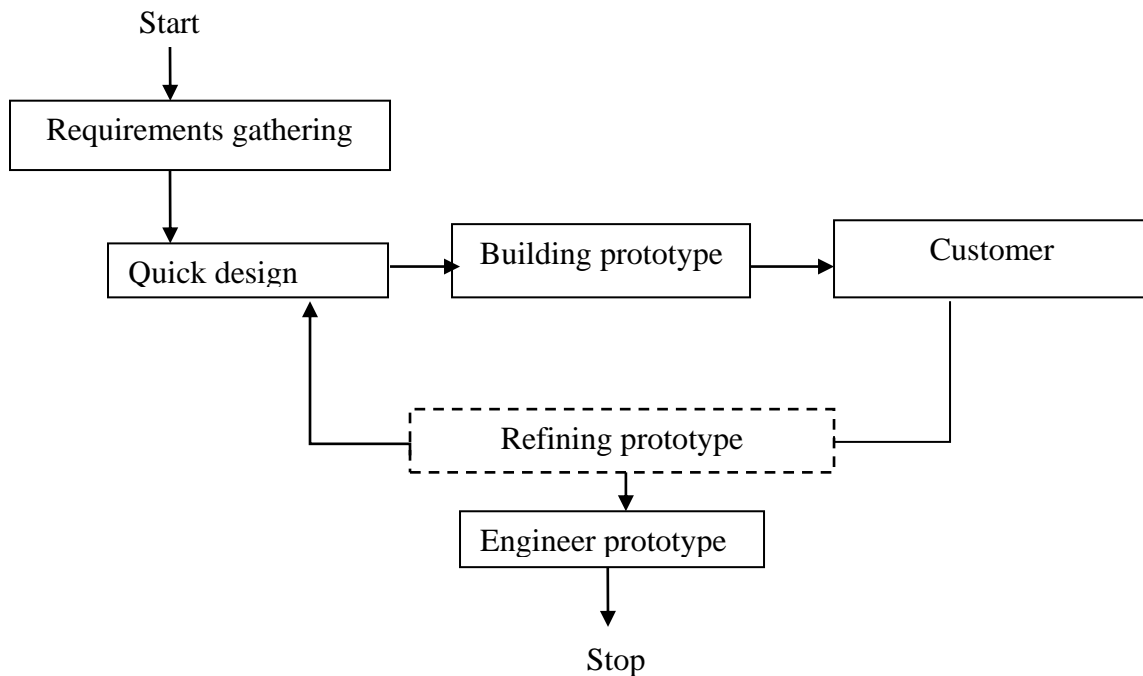 Start
Requirements gathering
Quick design
Building prototype
Customer
Refining prototype
Engineer prototype
Stop